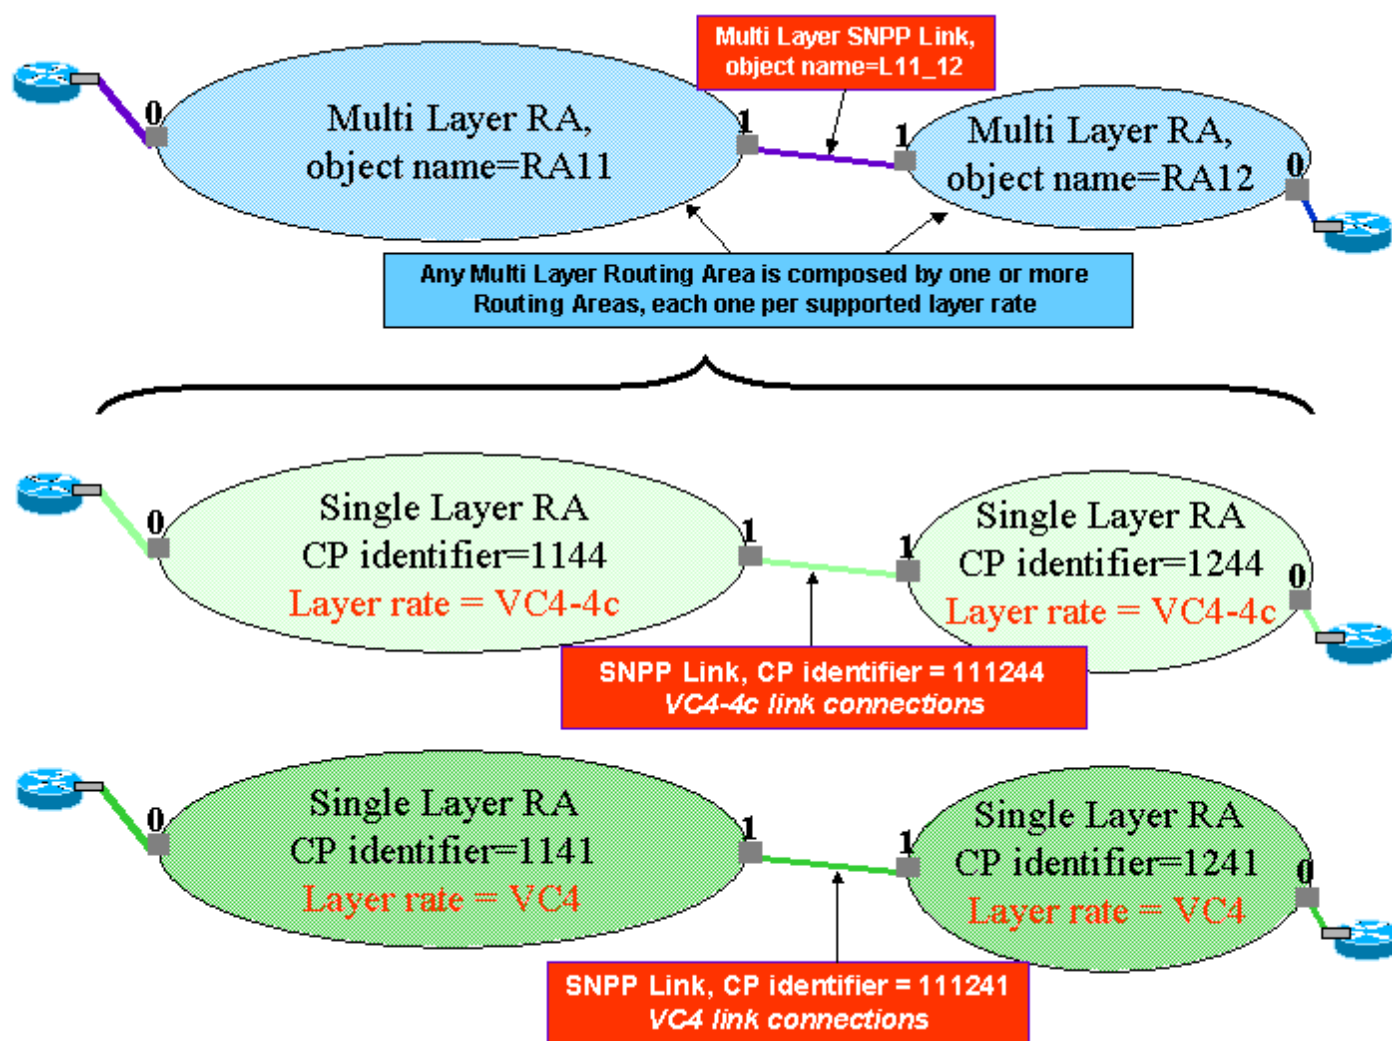 Multi Layer SNPP Link,
object name=L11_12
0
Multi Layer RA,
object name=RA11
1
1
Multi Layer RA,
object name=RA12
0
Any Multi Layer Routing Area is composed by one or more
Routing Areas, each one per supported layer rate
0
Single Layer RA
CP identifier=1144
Layer rate = VC4-4c
1
1
Single Layer RA
CP identifier=1244
Layer rate = VC4-4c
0
SNPP Link, CP identifier = 111244
VC4-4c link connections
0
Single Layer RA
CP identifier=1141
Layer rate = VC4
1
1
Single Layer RA
CP identifier=1241
Layer rate = VC4
0
SNPP Link, CP identifier = 111241
VC4 link connections